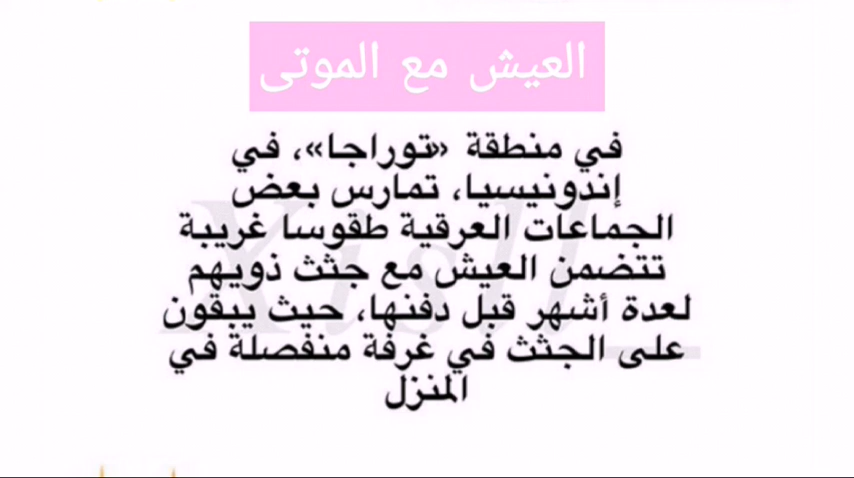 العيش مع الموتى
في منطقة «توراجا»، في
إندونيسيا، تمارس بعض
الجماعات العرقية طقوسا غريبة
تتضمن العيش مع جثث ذويهم
لعدة أشهر قبل دفنها، حيث يبقون
على الجثث في غرفة منفصلة في
المنزل